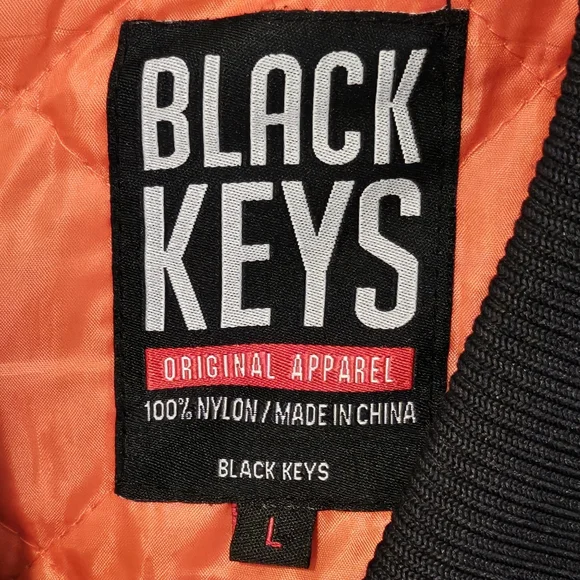 BLACK
KEYS
ORIGINAL APPAREL
100% NYLON / MADE IN CHINA
BLACK KEYS
L